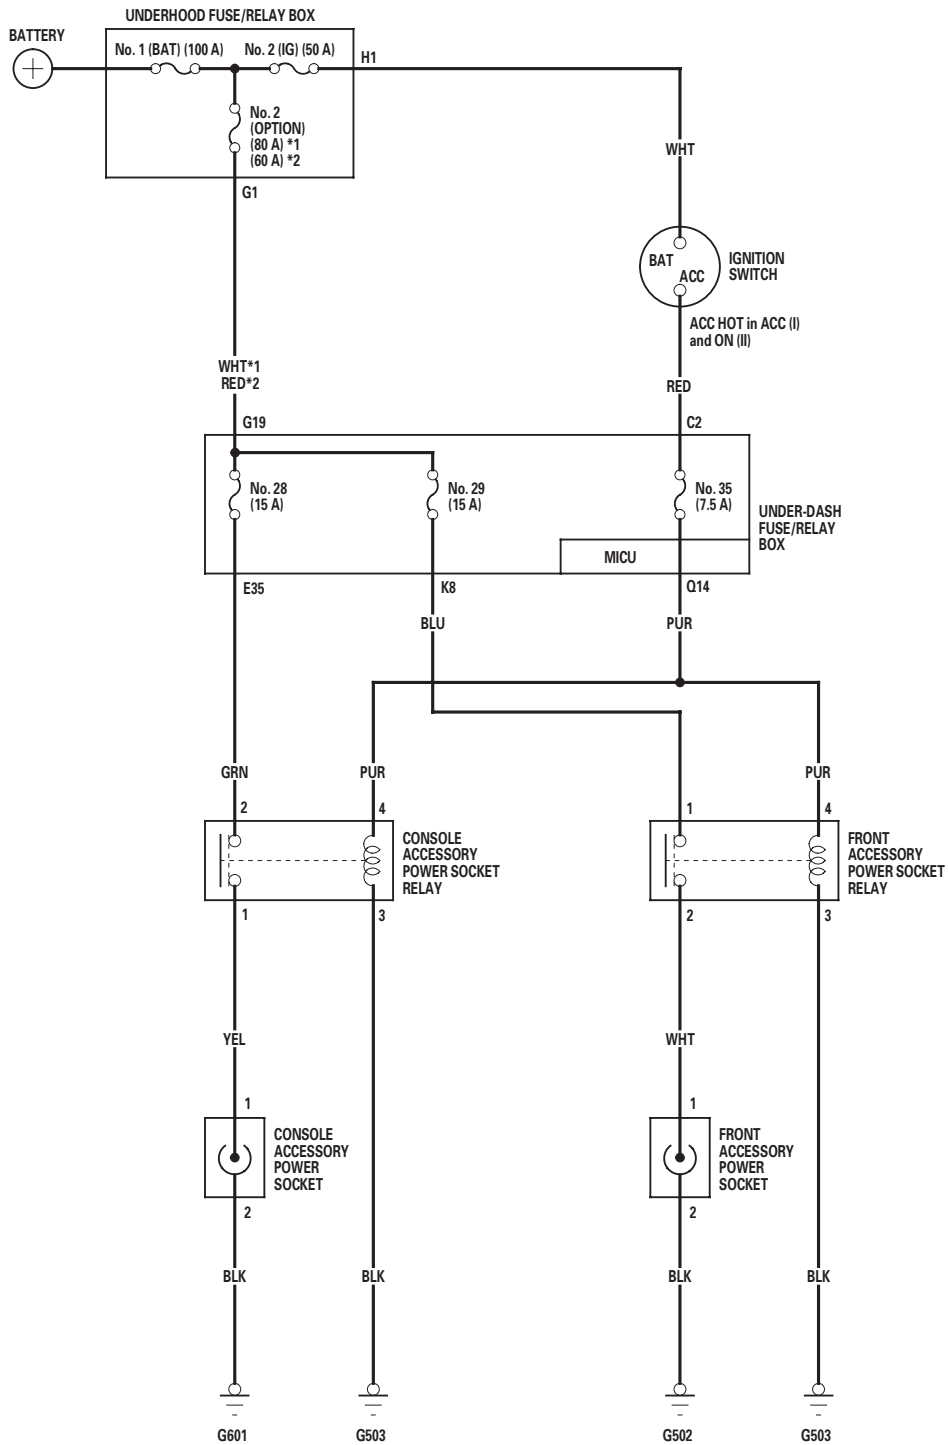 UNDERHOOD FUSE/RELAY BOX
BATTERY
No. 1 (BAT) (100 A)
No. 2 (IG) (50 A)
H1
No. 2
(OPTION)
(80 A) *1
(60 A) *2
G1
WHT
BAT
ACC
IGNITION
SWITCH
ACC HOT in ACC (I)
and ON (II)
WHT*1
RED*2
RED
G19
C2
No. 28
(15 A)
No. 29
(15 A)
No. 35
(7.5 A)
UNDER-DASH
FUSE/RELAY
BOX
MICU
E35
K8
Q14
BLU
PUR
GRN
PUR
PUR
2
4
1
4
CONSOLE
ACCESSORY
POWER SOCKET
RELAY
FRONT
ACCESSORY
POWER SOCKET
RELAY
1
3
2
3
YEL
WHT
1
1
CONSOLE
ACCESSORY
POWER
SOCKET
FRONT
ACCESSORY
POWER
SOCKET
2
2
BLK
BLK
BLK
BLK
G601
G503
G502
G503